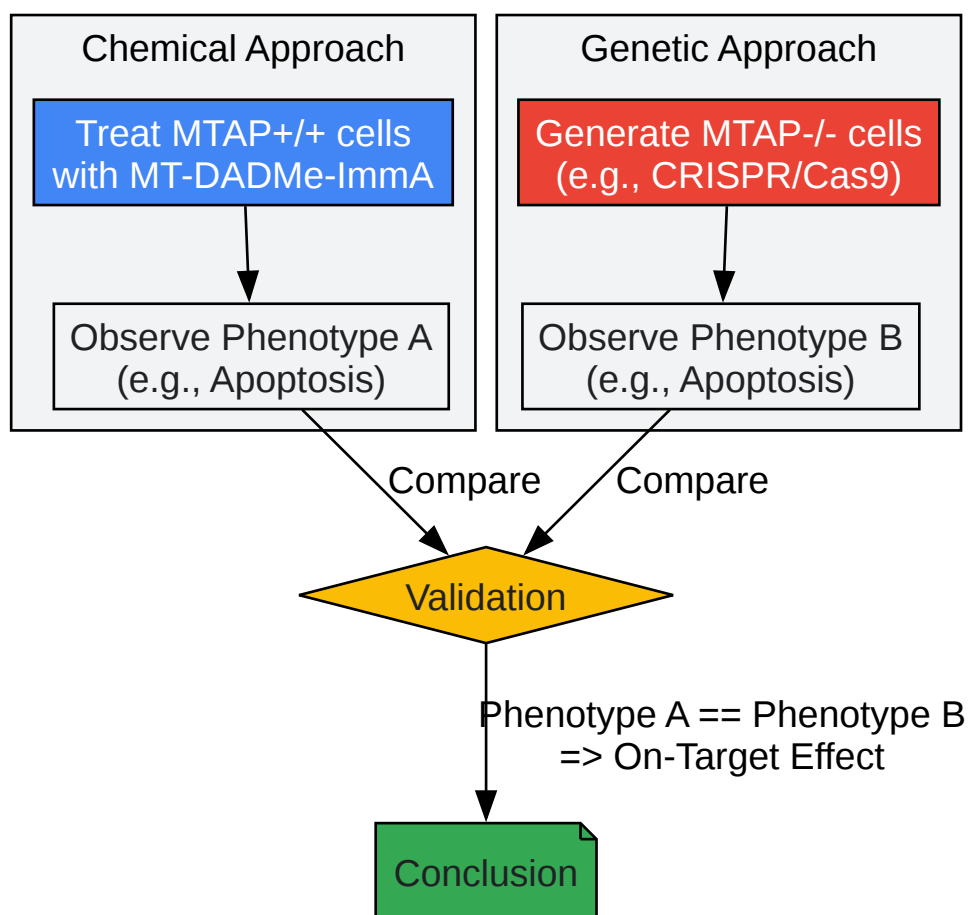 Chemical Approach
Treat MTAP+/+ cells
with MT-DADMe-ImmA
Observe Phenotype A
(e.g., Apoptosis)
Genetic Approach
Generate MTAP-/- cells
(e.g., CRISPR/Cas9)
Observe Phenotype B
(e.g., Apoptosis)
Compare
Compare
Validation
Phenotype A == Phenotype B
=> On-Target Effect
Conclusion